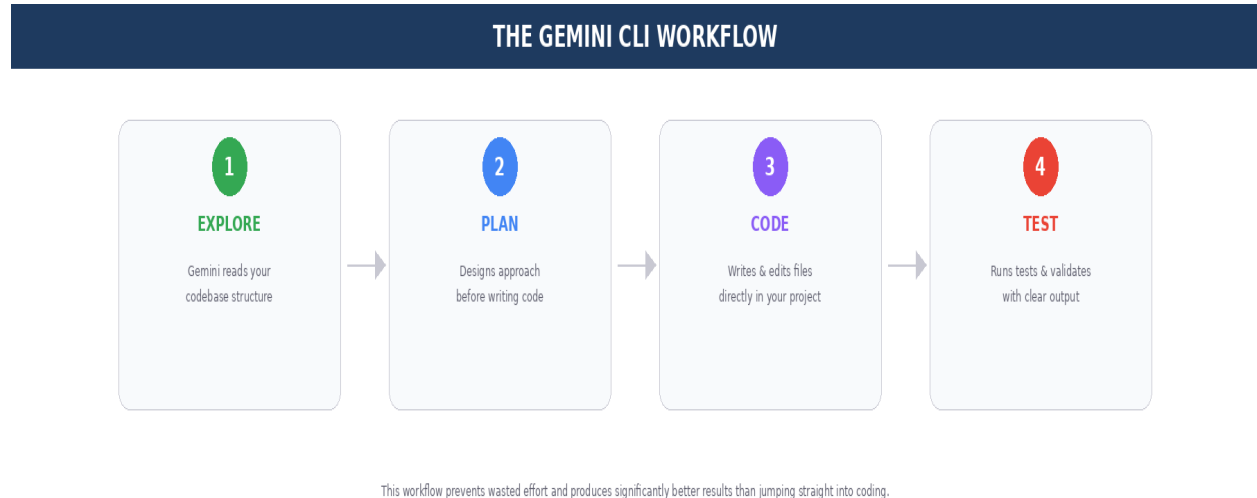 THE GEMINI CLI WORKFLOW
1
EXPLORE
Gemini reads your
codebase structure
2
PLAN
Designs approach
before writing code
3
CODE
Writes & edits files
directly in your project
4
TEST
Runs tests & validates
with clear output
This workflow prevents wasted effort and produces significantly better results than jumping straight into coding.